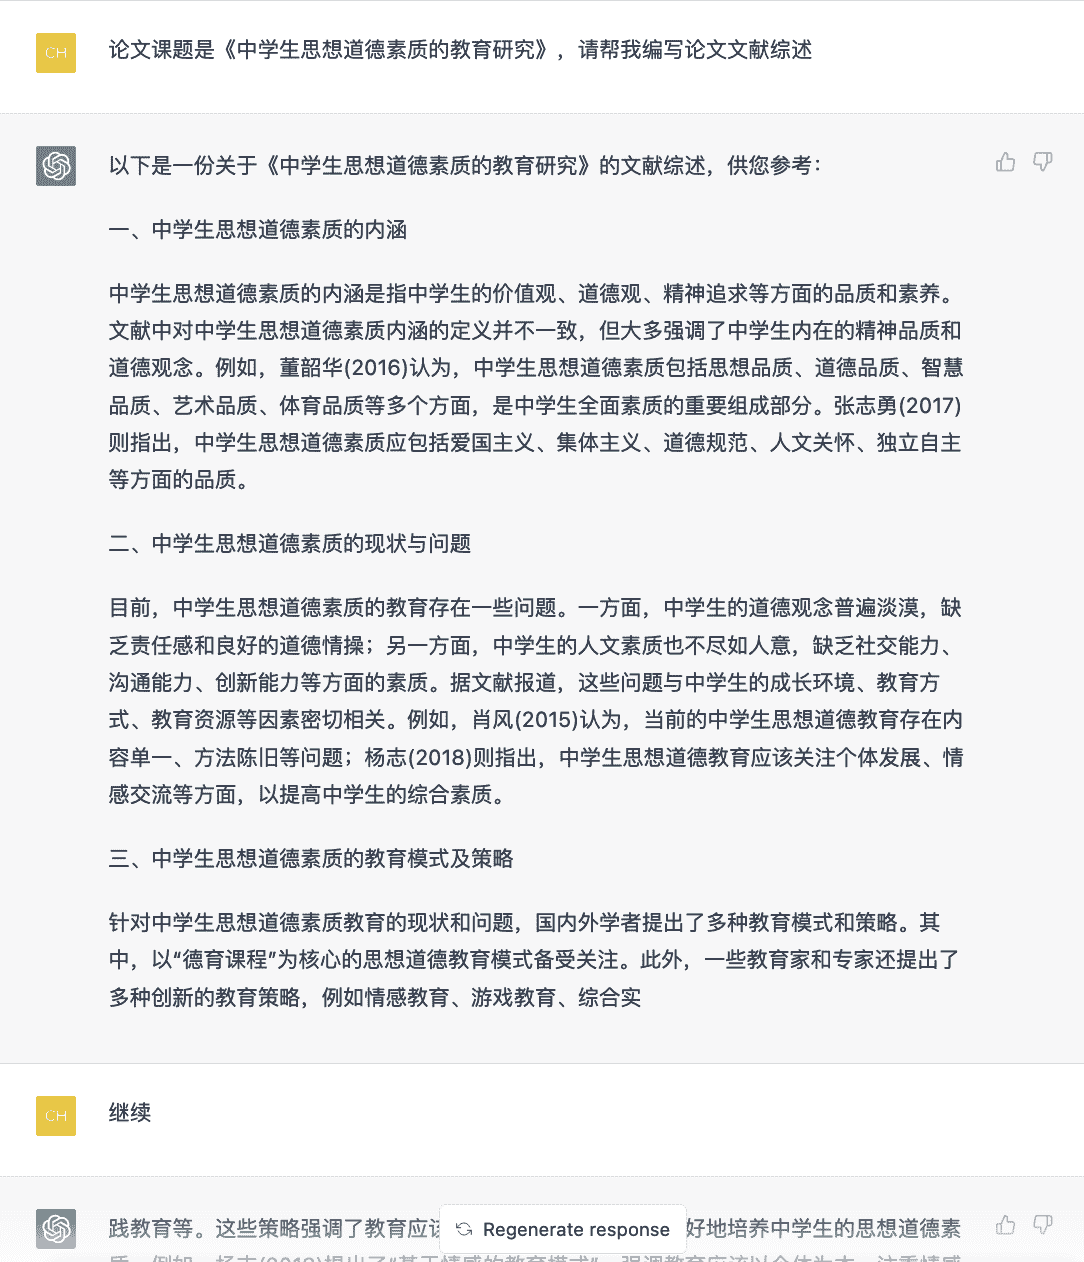 CH
论文课题是《中学生思想道德素质的教育研究》，请帮我编写论文文献综述
以下是一份关于《中学生思想道德素质的教育研究》的文献综述，供您参考：
一、中学生思想道德素质的内涵
中学生思想道德素质的内涵是指中学生的价值观、道德观、精神追求等方面的品质和素养。
文献中对中学生思想道德素质内涵的定义并不一致，但大多强调了中学生内在的精神品质和
道德观念。例如，董韶华(2016)认为，中学生思想道德素质包括思想品质、道德品质、智慧
品质、艺术品质、体育品质等多个方面，是中学生全面素质的重要组成部分。张志勇(2017)
则指出，中学生思想道德素质应包括爱国主义、集体主义、道德规范、人文关怀、独立自主
等方面的品质。
二、中学生思想道德素质的现状与问题
目前，中学生思想道德素质的教育存在一些问题。一方面，中学生的道德观念普遍淡漠，缺
乏责任感和良好的道德情操；另一方面，中学生的人文素质也不尽如人意，缺乏社交能力、
沟通能力、创新能力等方面的素质。据文献报道，这些问题与中学生的成长环境、教育方
式、教育资源等因素密切相关。例如，肖风(2015)认为，当前的中学生思想道德教育存在内
容单一、方法陈旧等问题；杨志(2018)则指出，中学生思想道德教育应该关注个体发展、情
感交流等方面，以提高中学生的综合素质。
三、中学生思想道德素质的教育模式及策略
针对中学生思想道德素质教育的现状和问题，国内外学者提出了多种教育模式和策略。其
中，以“德育课程”为核心的思想道德教育模式备受关注。此外，一些教育家和专家还提出了
多种创新的教育策略，例如情感教育、游戏教育、综合实
CH
继续
践教育等。这些策略强调了教育应该 Regenerate response 好地培养中学生的思想道德素